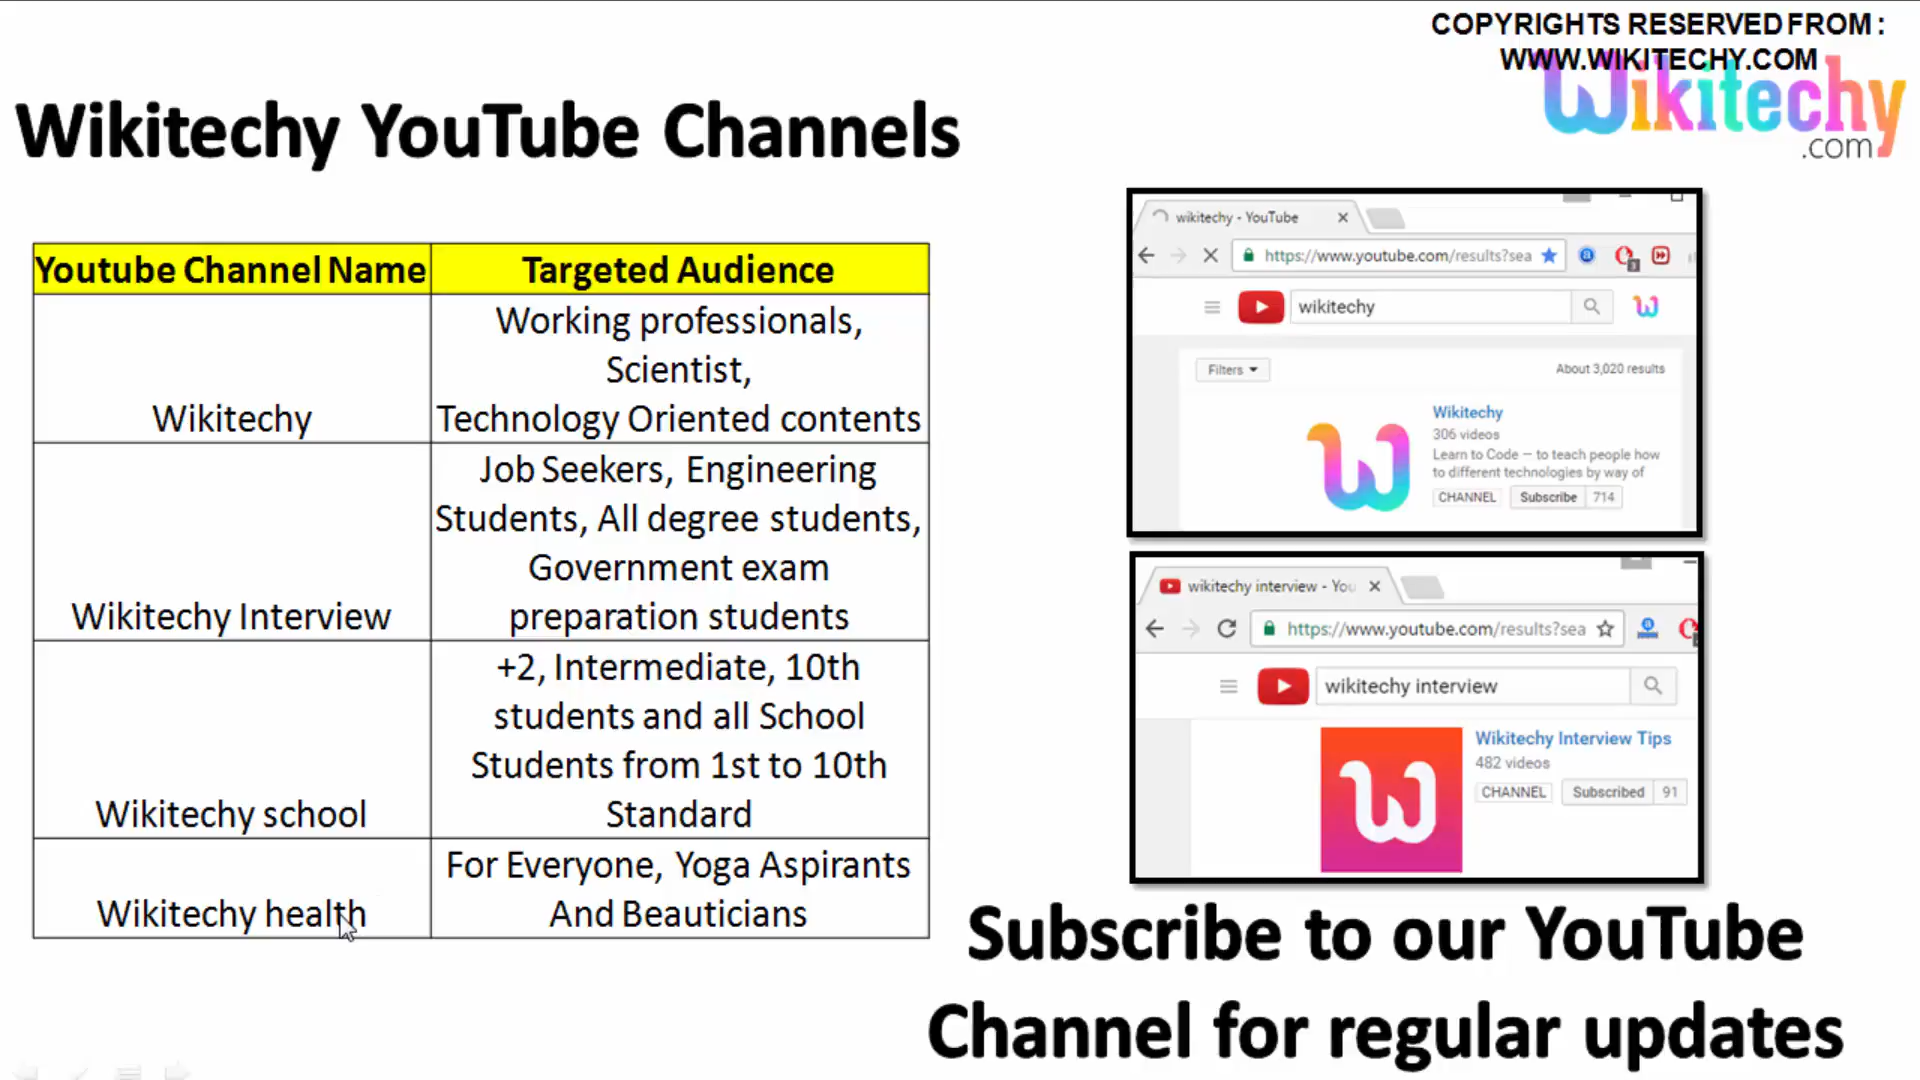 COPYRIGHTS RESERVED FROM :
WWW.WIKITECHY.COM
Wikitechy
.com
Wikitechy YouTube Channels
Youtube Channel Name Targeted Audience
Working professionals,
Scientist,
Wikitechy Technology Oriented contents
Job Seekers, Engineering
Students, All degree students,
Government exam
Wikitechy Interview preparation students
+2, Intermediate, 10th
students and all School
Students from 1st to 10th
Wikitechy school Standard
For Everyone, Yoga Aspirants
Wikitechy health And Beauticians
wikitechy - YouTube
https://www.youtube.com/results?sea
3
wikitechy
Filters About 3,020 results
Wikitechy
306 videos
Learn to Code – to teach people how
to different technologies by way of
CHANNEL Subscribe 714
wikitechy interview - You
https://www.youtube.com/results?sea
wikitechy interview
Wikitechy Interview Tips
482 videos
CHANNEL Subscribed 91
Subscribe to our YouTube
Channel for regular updates